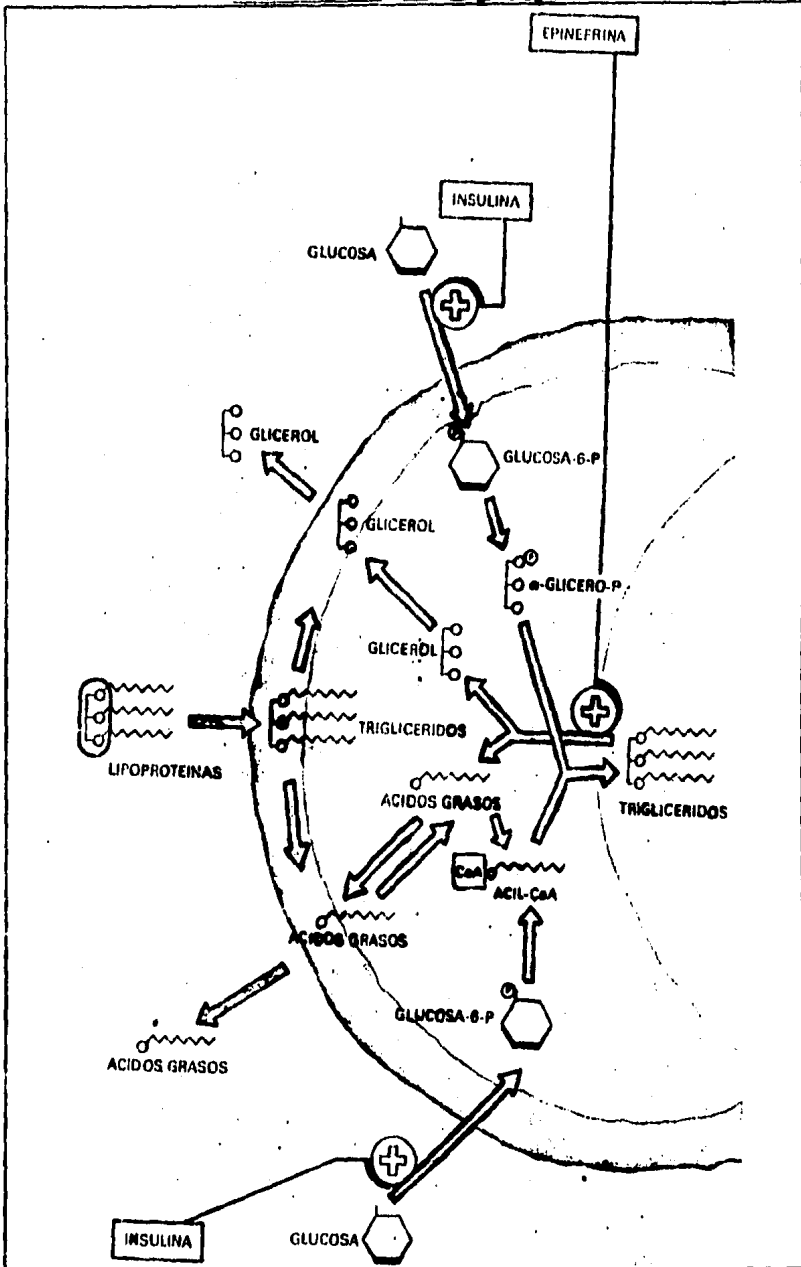 EPINEFRINA
INSULINA
GLUCOSA
GLICEROL
P
GLUCOSA-6-P
GLICEROL
P
α-GLICERO-P
GLICEROL
LIPOPROTEINAS
TRIGLICERIDOS
ACIDOS GRASOS
TRIGLICERIDOS
CoA
ACIL-CoA
ACIDOS GRASOS
P
GLUCOSA-6-P
ACIDOS GRASOS
INSULINA
GLUCOSA